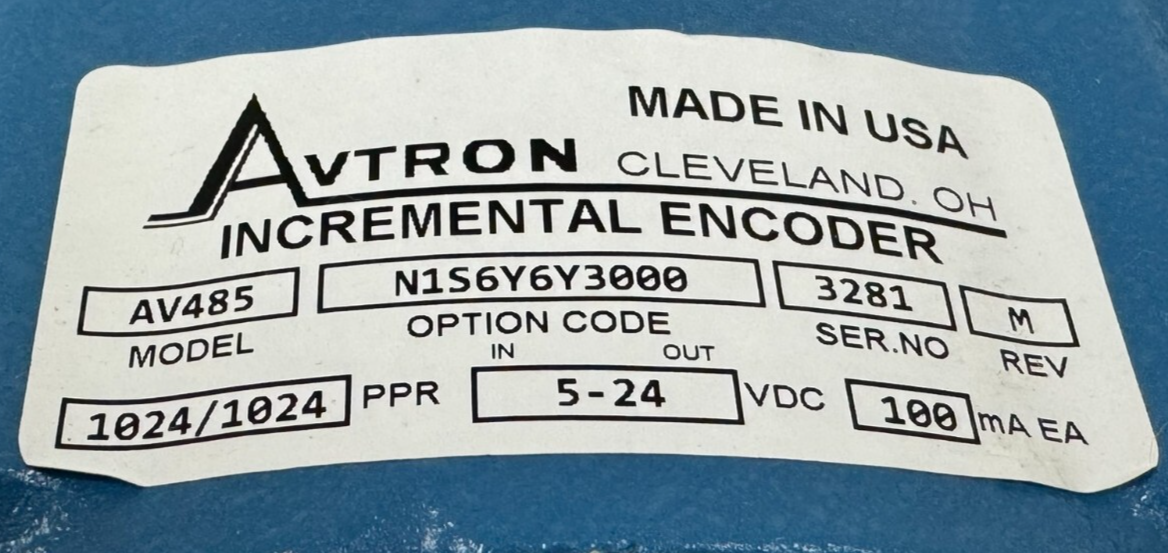 MADE IN USA
AVTRON CLEVELAND. OH
INCREMENTAL ENCODER
AV485 N1S6Y6Y3000 3281 M
MODEL OPTION CODE SER.NO REV
IN OUT
1024/1024 PPR 5-24 VDC 100 mA EA